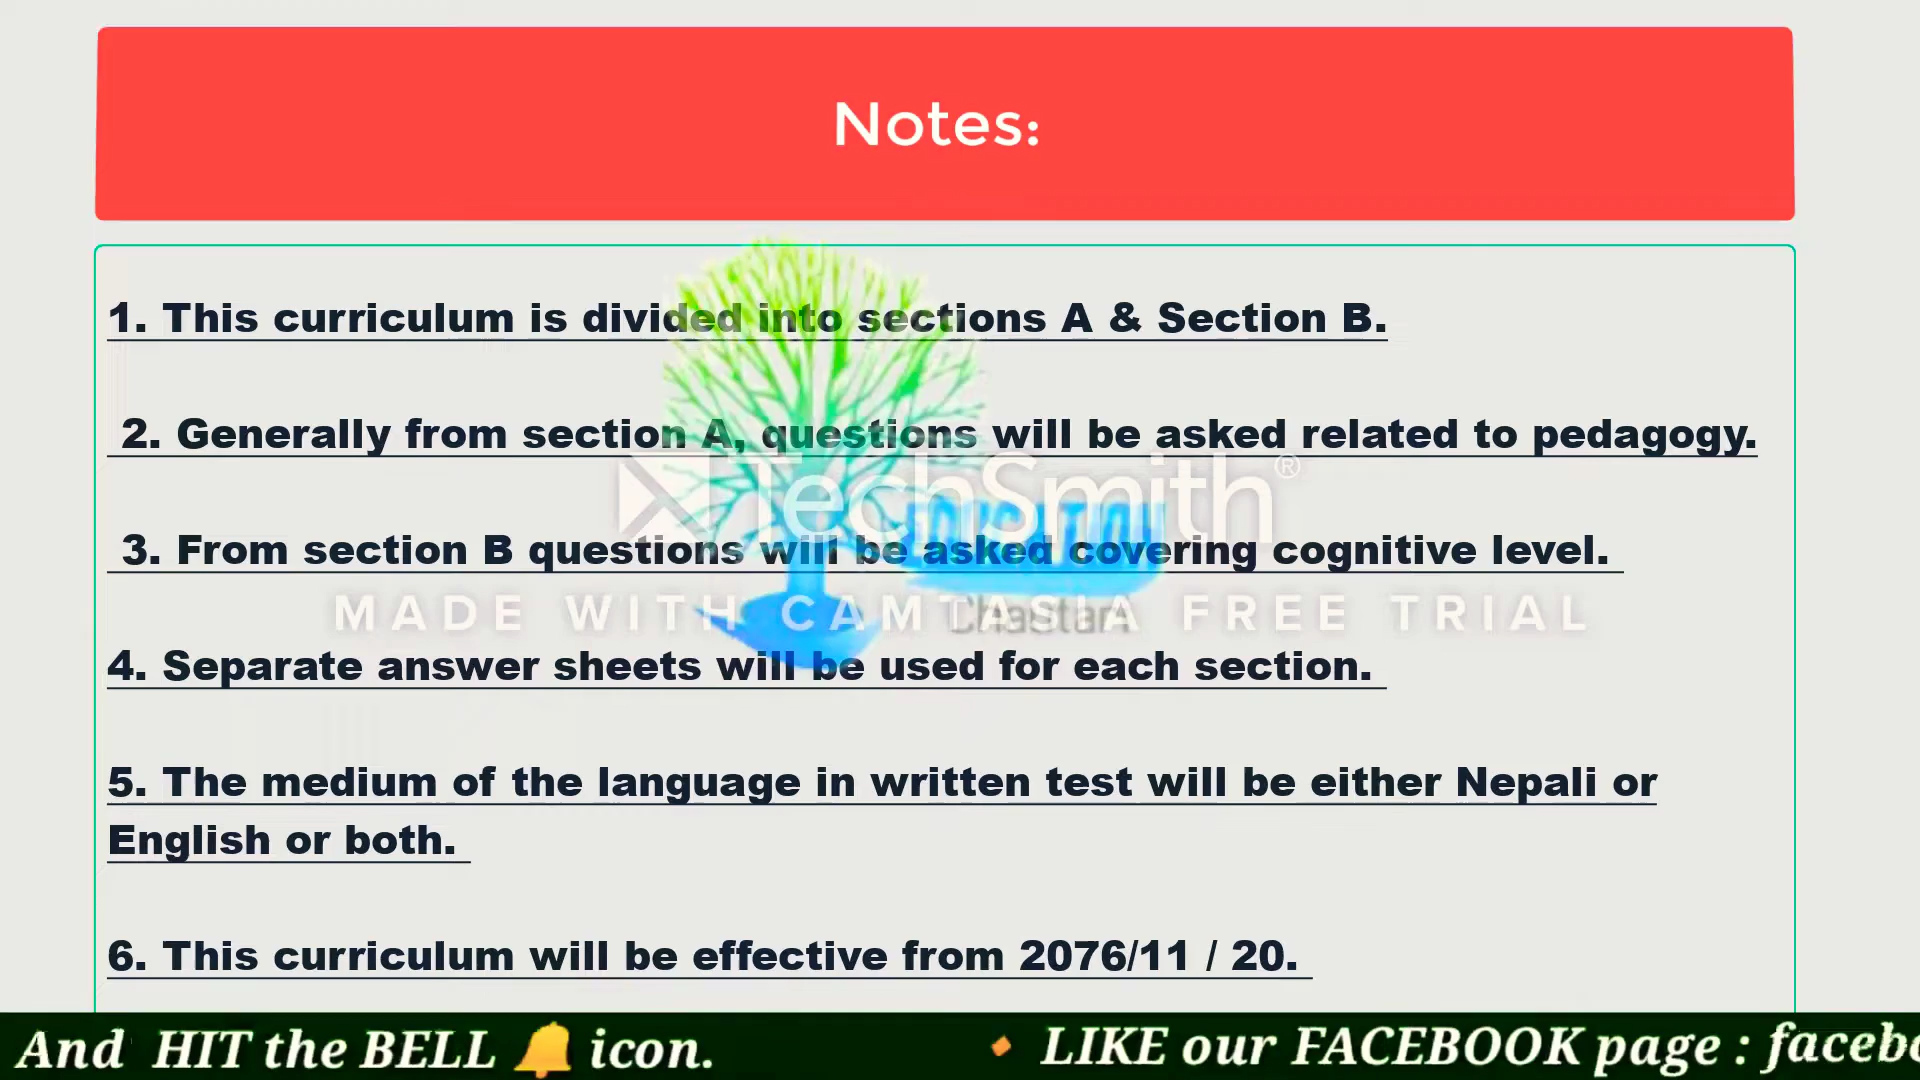 Notes:
1. This curriculum is divided into sections A & Section B.
2. Generally from section A, questions will be asked related to pedagogy.
TechSmith®
EDUCATION
3. From section B questions will be asked covering cognitive level.
MADE WITH CAMTASIA FREE TRIAL
Chautari
4. Separate answer sheets will be used for each section.
5. The medium of the language in written test will be either Nepali or
English or both.
6. This curriculum will be effective from 2076/11 / 20.
And HIT the BELL 🔔 icon. 🔸 LIKE our FACEBOOK page : facebo